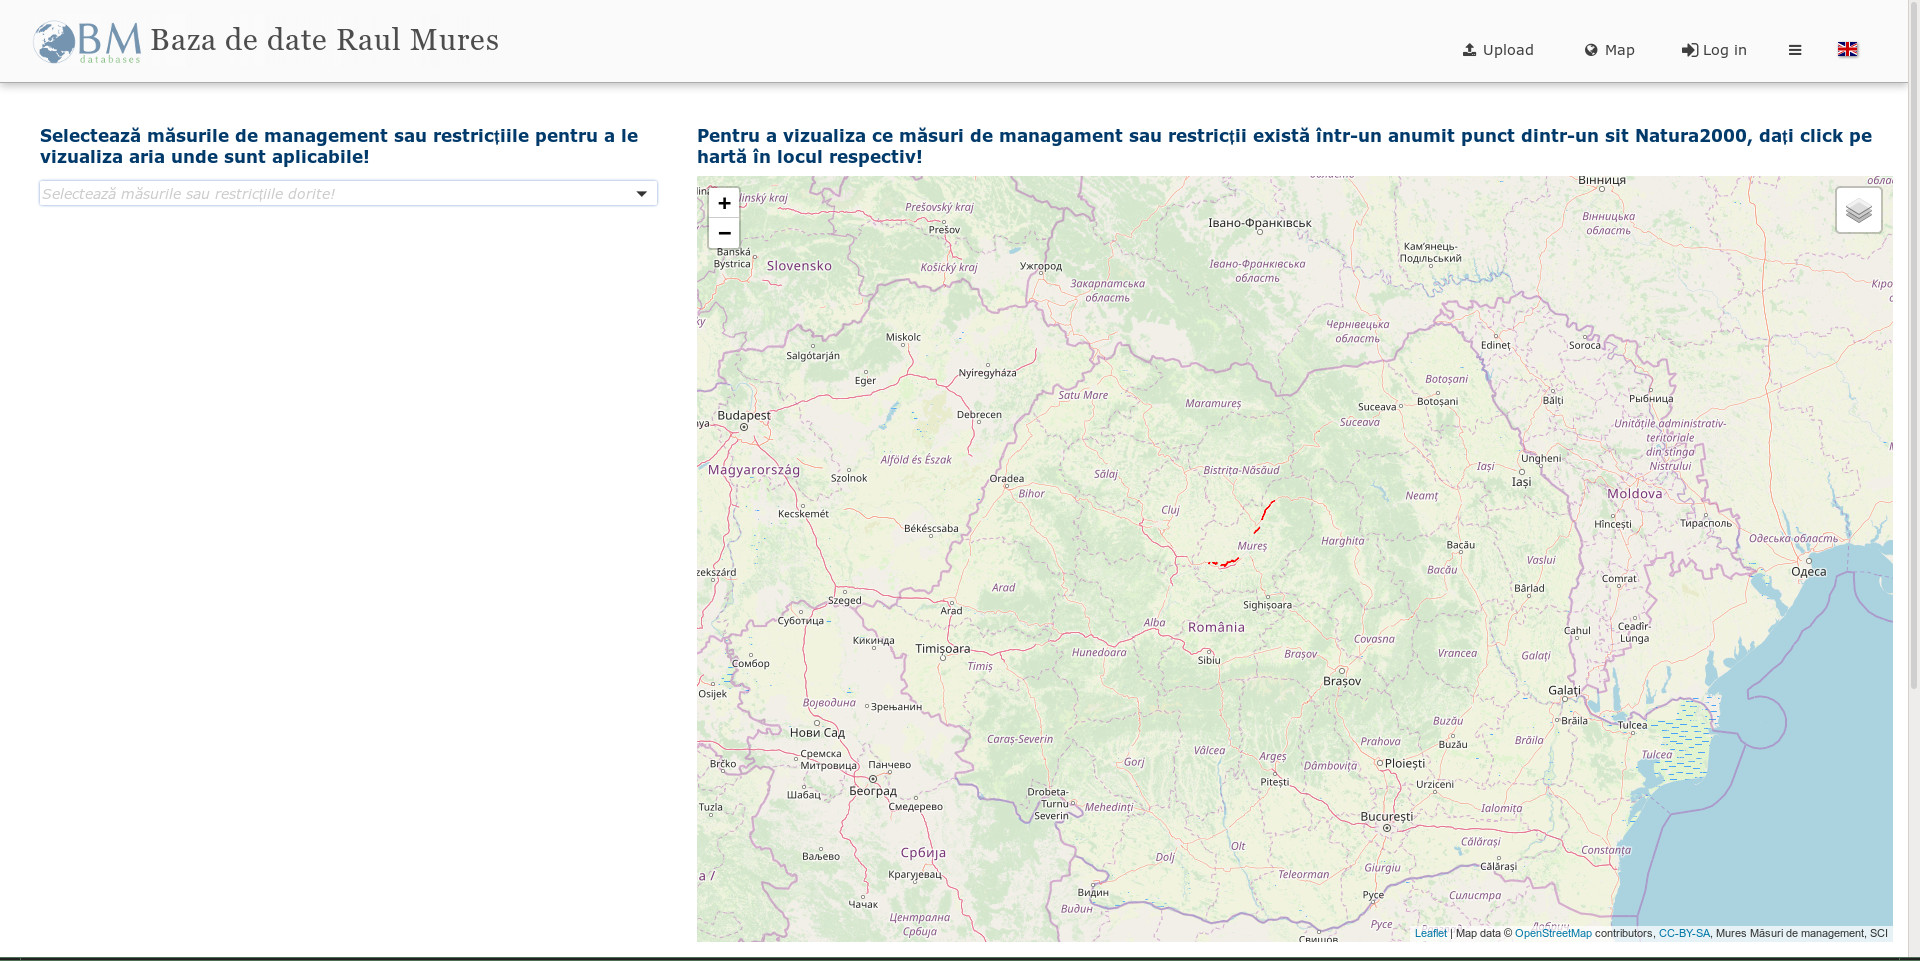 BM
databases
Baza de date Raul Mures
Upload
Map
Log in
Selectează măsurile de management sau restricțiile pentru a le
vizualiza aria unde sunt aplicabile!
Selectează măsurile sau restricțiile dorite!
Pentru a vizualiza ce măsuri de managament sau restricții există într-un anumit punct dintr-un sit Natura2000, dați click pe
hartă în locul respectiv!
+
−
Вінниця
Prešovský kraj
Prešov
Івано-Франківськ
Вінницька
область
Banská
Bystrica
Slovensko
Košický kraj
Ужгород
Івано-Франківська
область
Кам'янець-
Подільський
Закарпатська
область
Чернівецька
область
Miskolc
Salgótarján
Edineț
Soroca
Eger
Nyíregyháza
Botoșani
Satu Mare
Maramureș
Suceava
Botoșani
Bălți
Рыбница
Budapest
Debrecen
Suceava
Unitățile administrativ-
teritoriale
din stînga
Nistrului
Alföld és Észak
Magyarország
Szolnok
Oradea
Bihor
Sălaj
Bistrița-Năsăud
Iași
Ungheni
Iași
Neamț
Moldova
Kecskemét
Cluj
Hîncești
Тирасполь
Békéscsaba
Mureș
Harghita
Bacău
Одеська область
Vaslui
Bacău
Одеса
Comrat
Arad
Bârlad
Szeged
Arad
Sighișoara
Суботица
Alba
România
Cahul
Ceadîr-
Lunga
Кикинда
Timișoara
Hunedoara
Covasna
Сомбор
Timiș
Sibiu
Brașov
Vrancea
Galați
Osijek
Brașov
Galați
Војводина
Зрењанин
Brăila
Tulcea
Нови Сад
Caraș-Severin
Vâlcea
Buzău
Prahova
Buzău
Brăila
Tulcea
Сремска
Митровица
Brčko
Панчево
Gorj
Argeș
Dâmbovița
Ploiești
Pitești
Urziceni
Шабац
Београд
Drobeta-
Turnu
Severin
Tuzla
Смедерево
Mehedinți
Ialomița
București
Ваљево
Србија
Dolj
Olt
Călărași
Constanța
Крагујевац
Teleorman
Giurgiu
Călărași
Видин
Русе
Силистра
Чачак
Видин
Централна
Србија
Русе
Leaflet | Map data © OpenStreetMap contributors, CC-BY-SA, Mures Măsuri de management, SCI